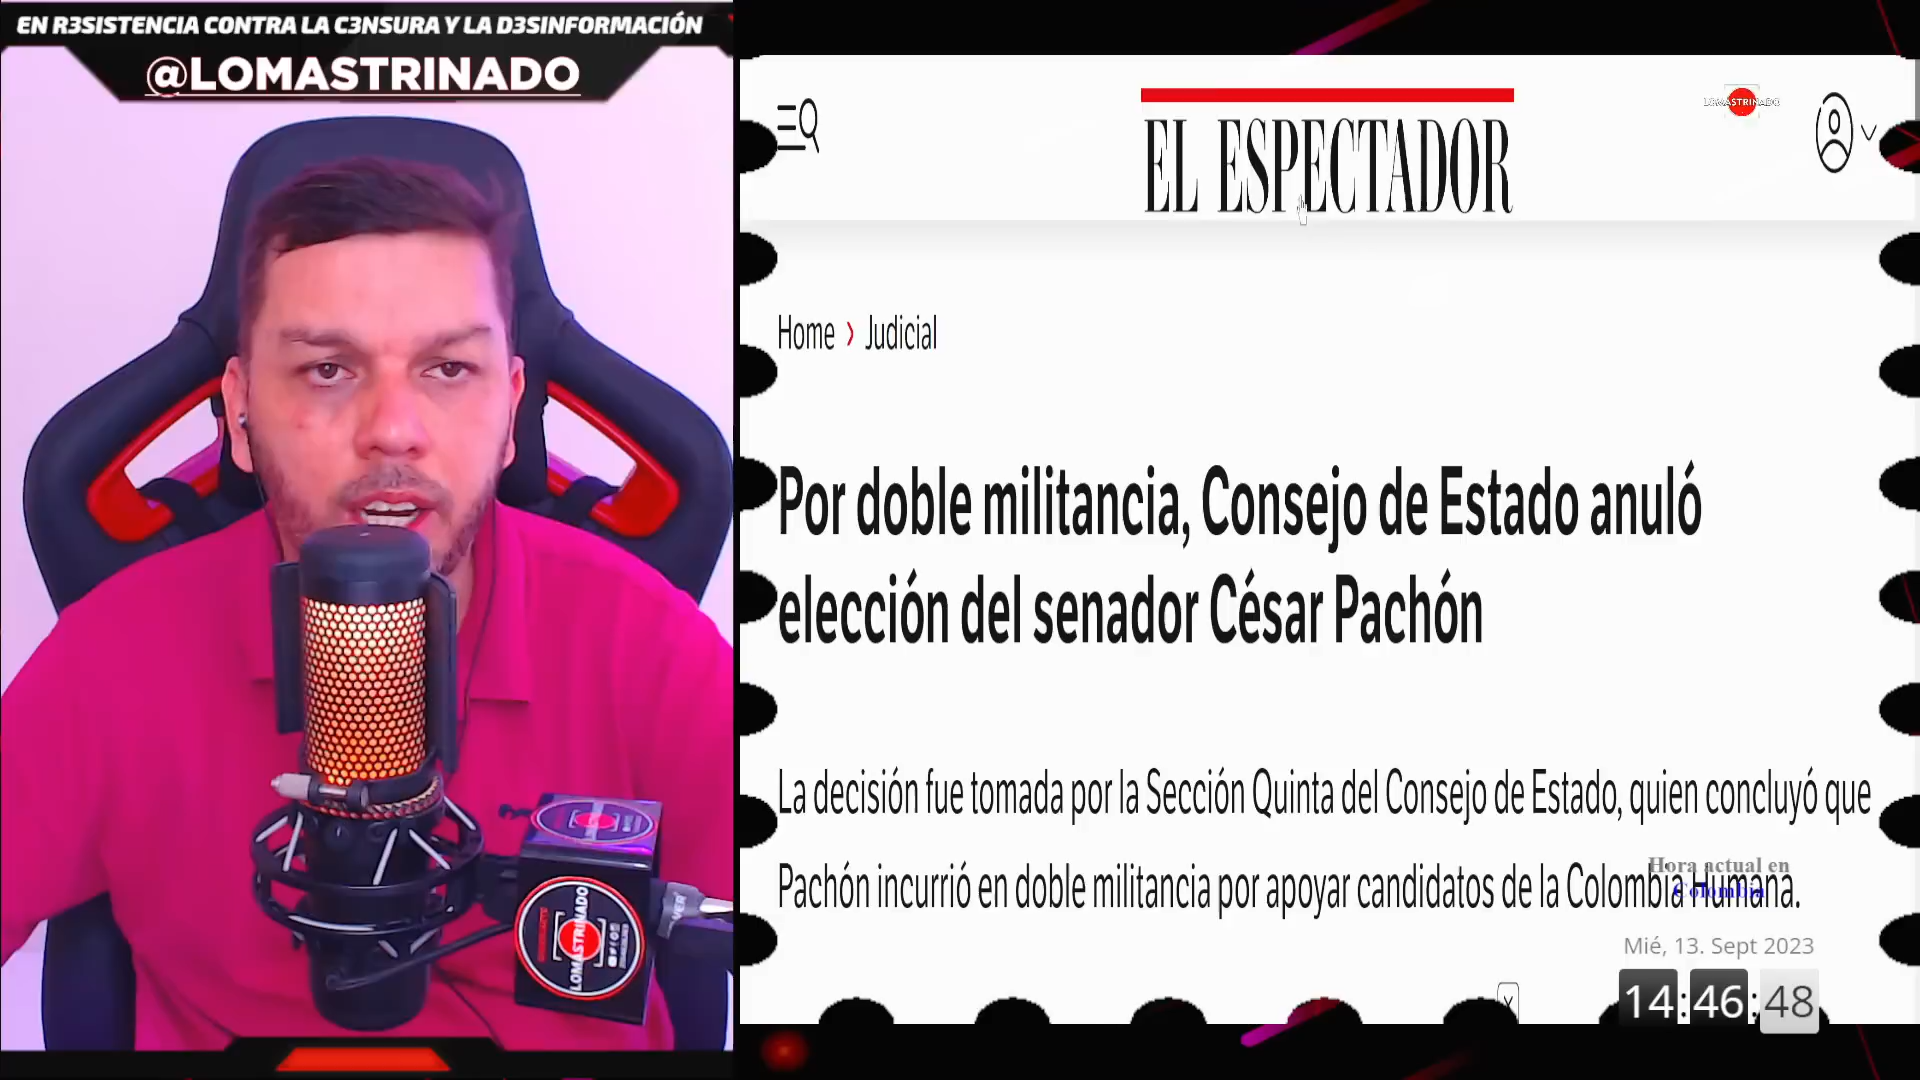 EN R3SISTENCIA CONTRA LA C3NSURA Y LA D3SINFORMACIÓN
@LOMASTRINADO
EL ESPECTADOR
LOMASTRINADO
Home > Judicial
Por doble militancia, Consejo de Estado anuló
elección del senador César Pachón
La decisión fue tomada por la Sección Quinta del Consejo de Estado, quien concluyó que
Pachón incurrió en doble militancia por apoyar candidatos de la Colombia Humana.
Hora actual en
Colombia
Mié, 13. Sept 2023
14:46:48
LOMASTRINADO